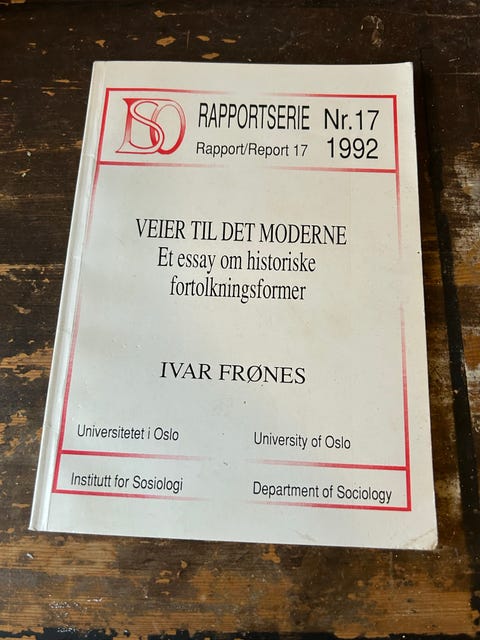 ISO RAPPORTSERIE Nr.17
Rapport/Report 17 1992
VEIER TIL DET MODERNE
Et essay om historiske
fortolkningsformer
IVAR FRØNES
Universitetet i Oslo University of Oslo
Institutt for Sosiologi Department of Sociology